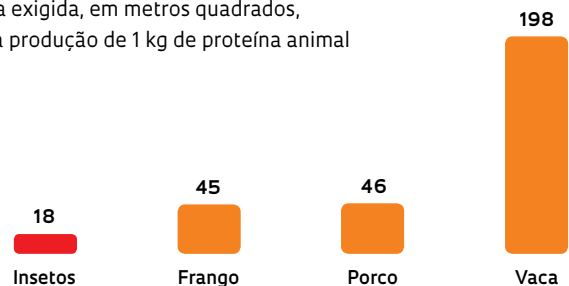 a exigida, em metros quadrados,
a produção de 1 kg de proteína animal
198
18
45
46
Insetos
Frango
Porco
Vaca